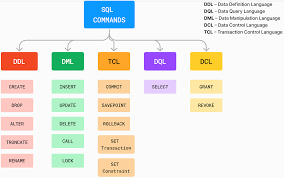 SQL
COMMANDS
DDL – Data Definition Language
DQL – Data Query Language
DML – Data Manipulation Language
DCL – Data Control Language
TCL – Transaction Control Language
DDL
DML
TCL
DQL
DCL
CREATE
INSERT
COMMIT
SELECT
GRANT
DROP
UPDATE
SAVEPOINT
REVOKE
ALTER
DELETE
ROLLBACK
TRUNCATE
CALL
SET
Transaction
RENAME
LOCK
SET
Constraint